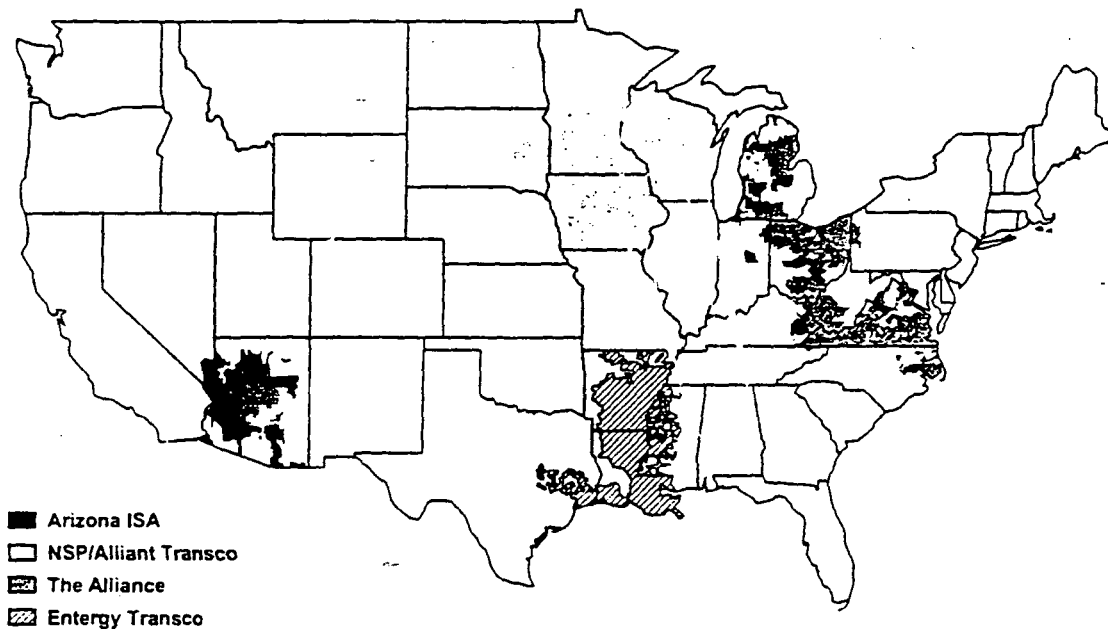 Arizona ISA
NSP/Alliant Transco
The Alliance
Entergy Transco